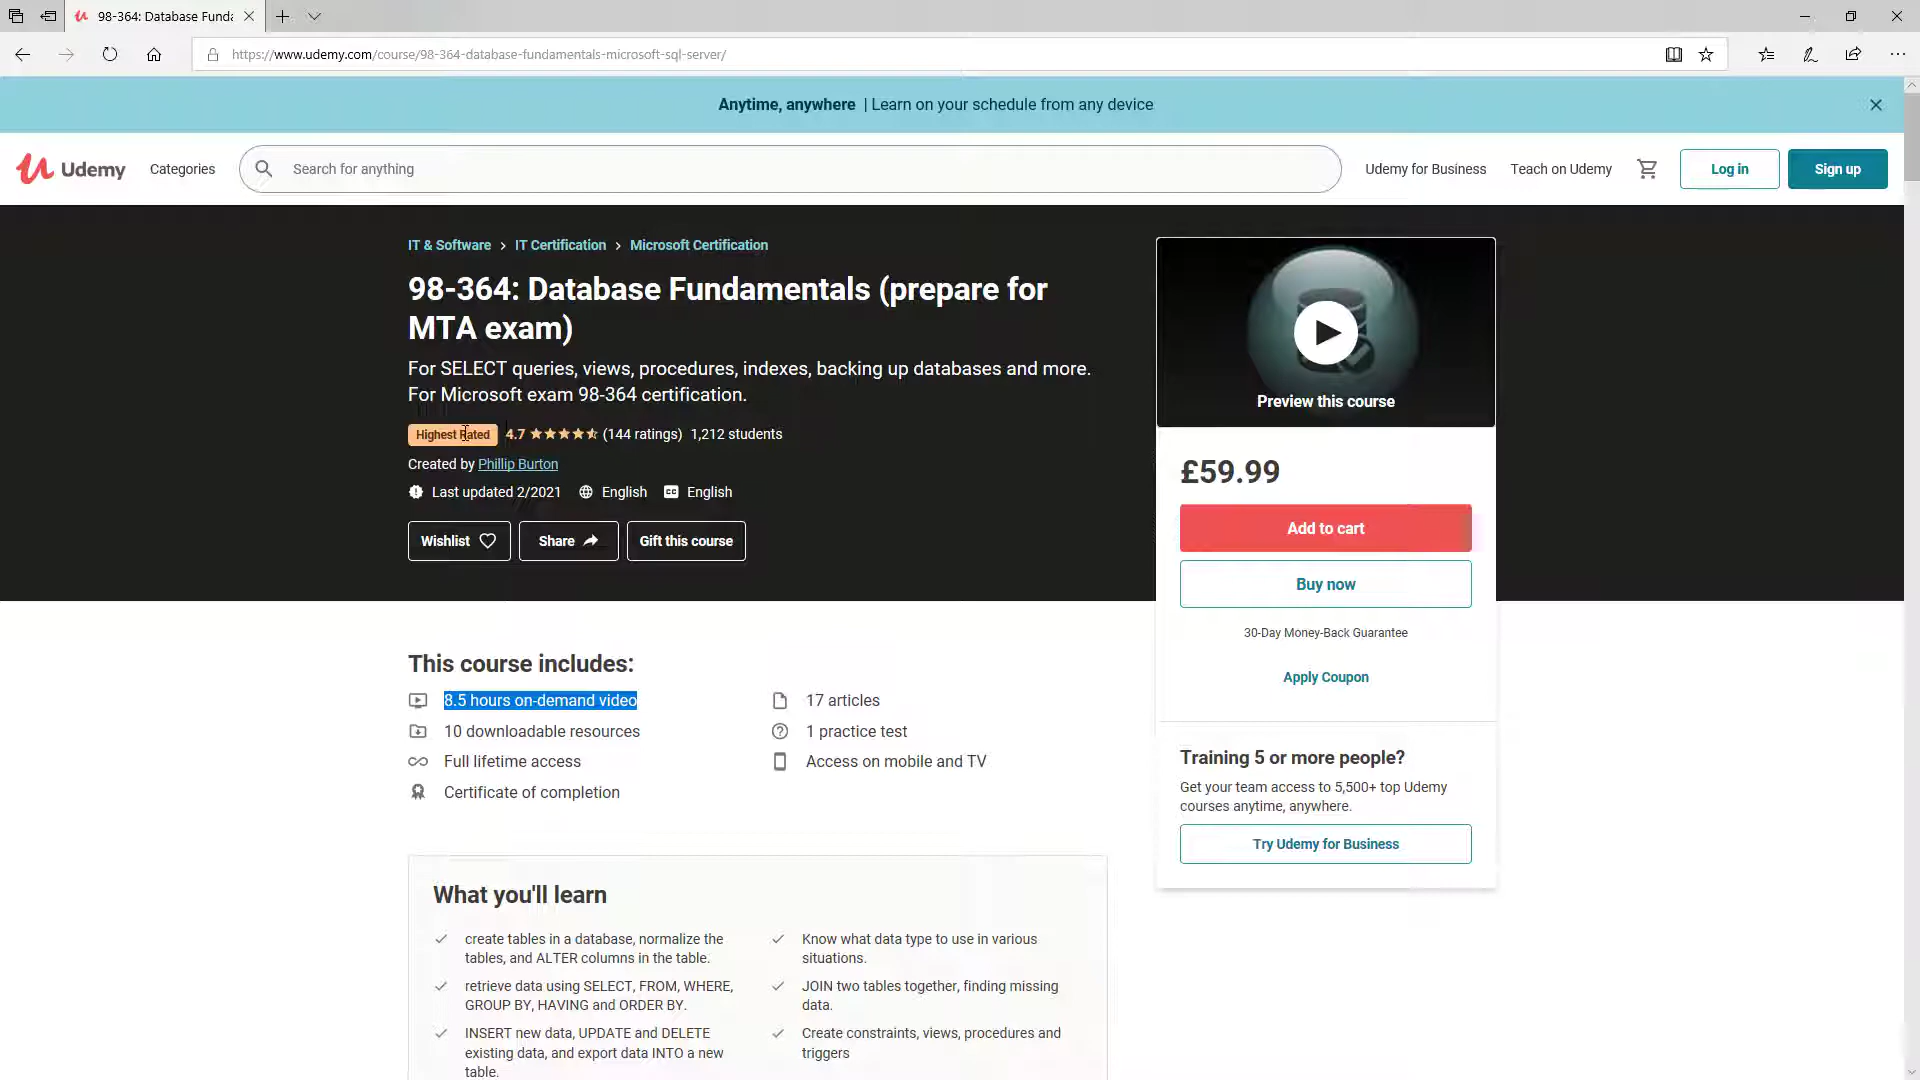 98-364: Database Funda
https://www.udemy.com/course/98-364-database-fundamentals-microsoft-sql-server/
Anytime, anywhere | Learn on your schedule from any device
Udemy
Categories
Search for anything
Udemy for Business
Teach on Udemy
Log in
Sign up
IT & Software > IT Certification > Microsoft Certification
98-364: Database Fundamentals (prepare for
MTA exam)
For SELECT queries, views, procedures, indexes, backing up databases and more.
For Microsoft exam 98-364 certification.
Highest Rated 4.7 (144 ratings) 1,212 students
Created by Phillip Burton
Last updated 2/2021 English CC English
Wishlist
Share
Gift this course
Preview this course
£59.99
Add to cart
Buy now
30-Day Money-Back Guarantee
Apply Coupon
Training 5 or more people?
Get your team access to 5,500+ top Udemy
courses anytime, anywhere.
Try Udemy for Business
This course includes:
8.5 hours on-demand video
10 downloadable resources
Full lifetime access
Certificate of completion
17 articles
1 practice test
Access on mobile and TV
What you'll learn
create tables in a database, normalize the
tables, and ALTER columns in the table.
retrieve data using SELECT, FROM, WHERE,
GROUP BY, HAVING and ORDER BY.
INSERT new data, UPDATE and DELETE
existing data, and export data INTO a new
table.
Know what data type to use in various
situations.
JOIN two tables together, finding missing
data.
Create constraints, views, procedures and
triggers